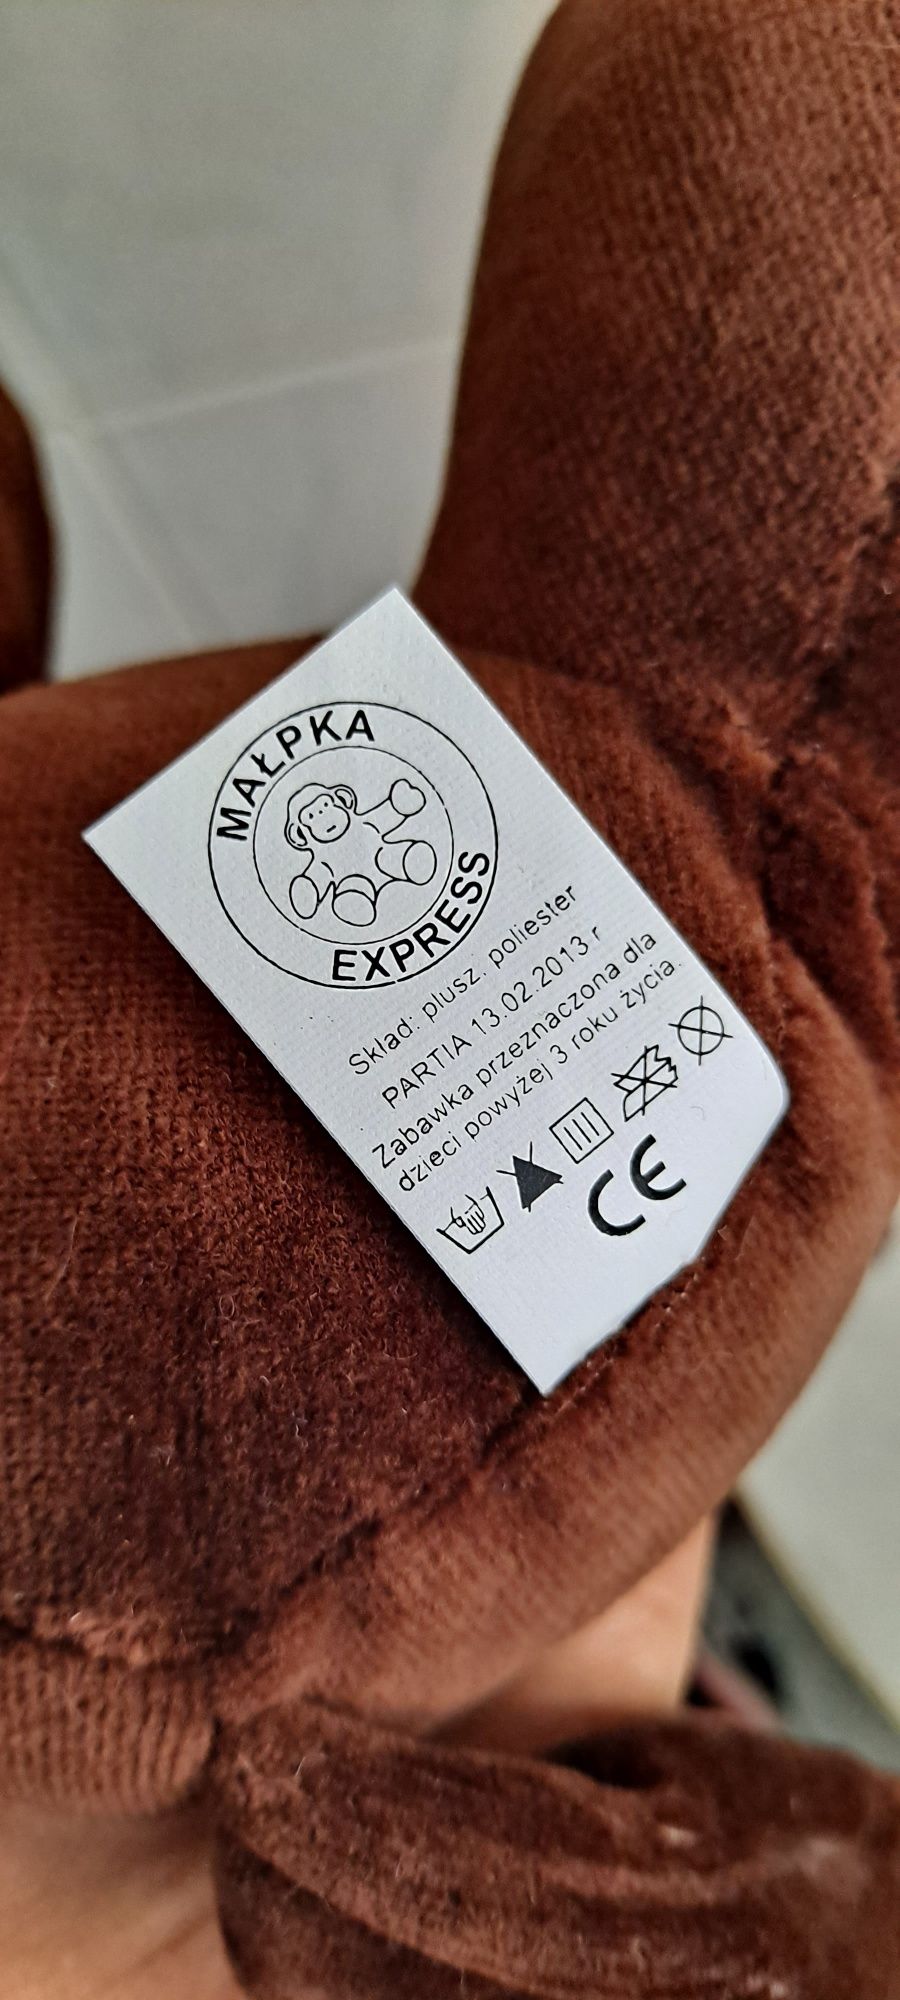 MAŁPKA
EXPRESS
Skład: plusz, poliester
PARTIA 13.02.2013 r
Zabawka przeznaczona dla
dzieci powyżej 3 roku życia.
CE